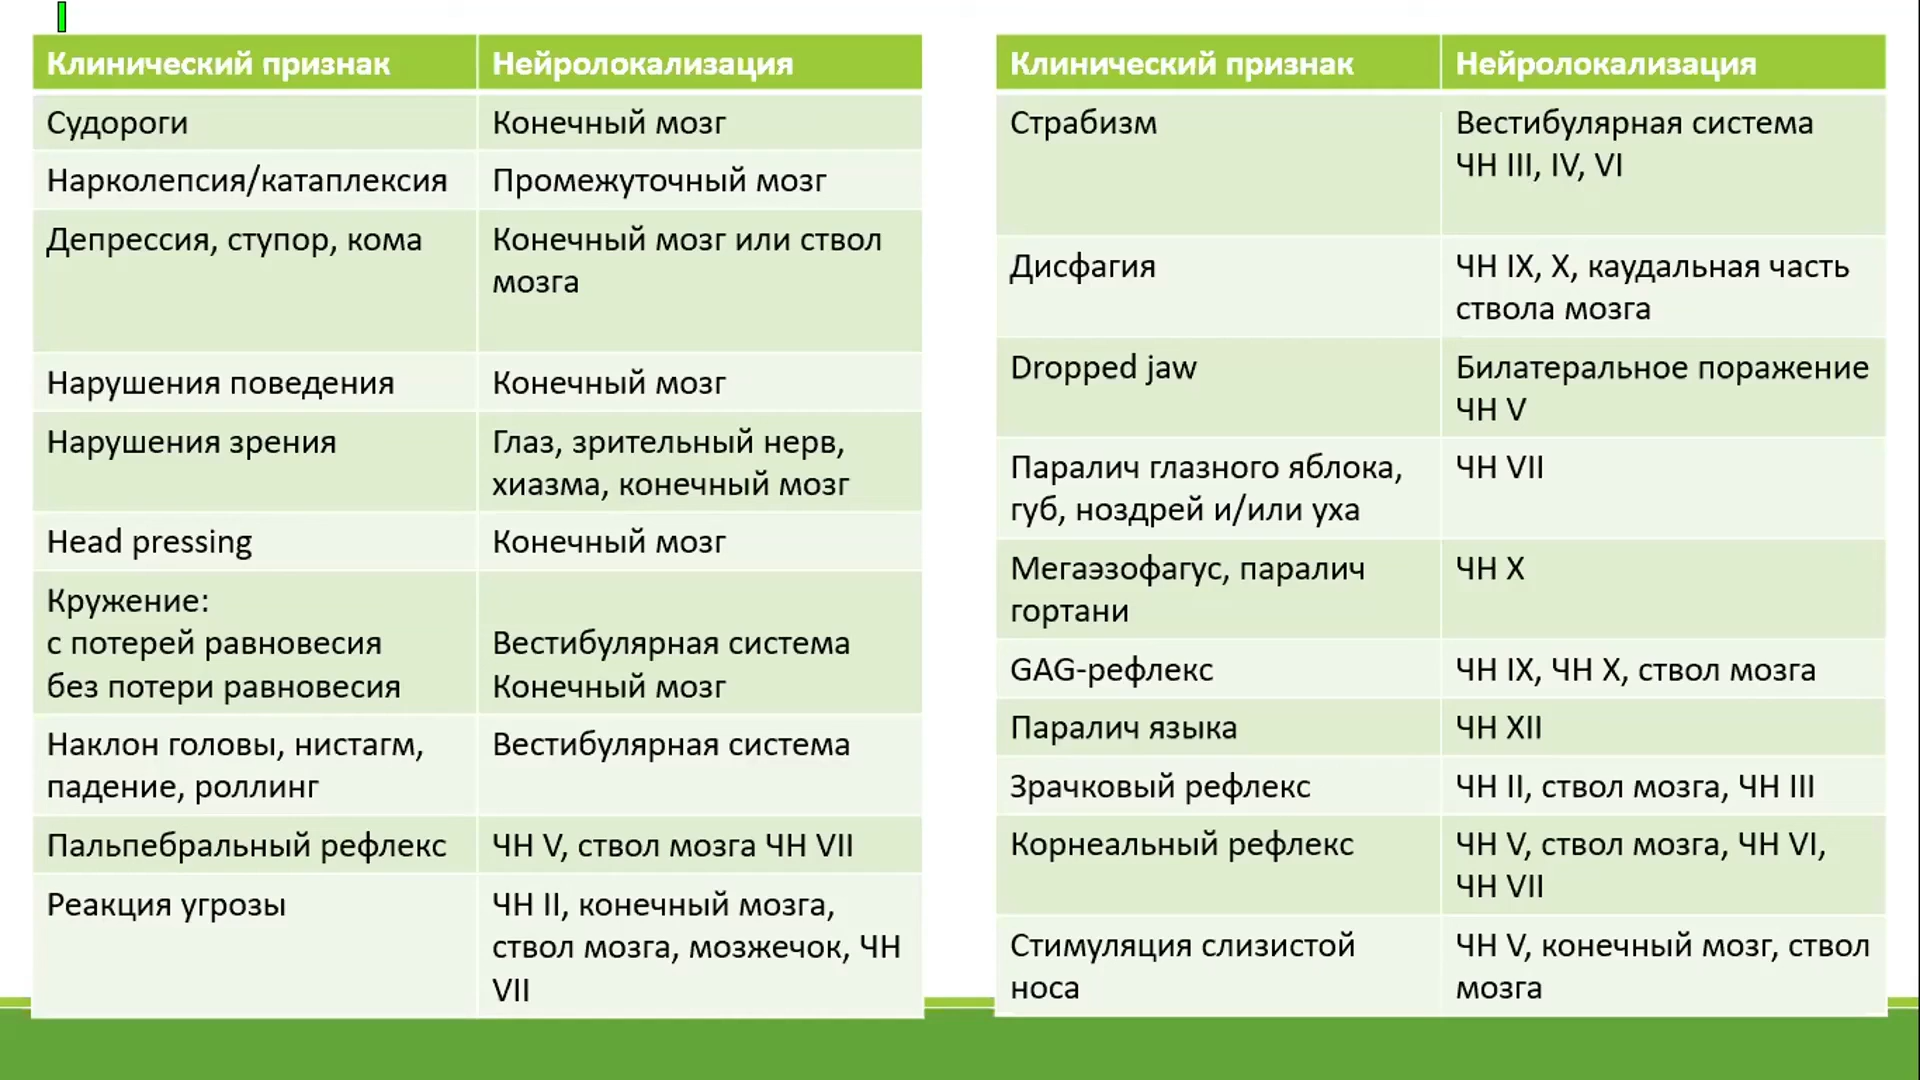 Клинический признак
Нейролокализация
Судороги
Конечный мозг
Нарколепсия/катаплексия
Промежуточный мозг
Депрессия, ступор, кома
Конечный мозг или ствол
мозга
Нарушения поведения
Конечный мозг
Нарушения зрения
Глаз, зрительный нерв,
хиазма, конечный мозг
Head pressing
Конечный мозг
Кружение:
с потерей равновесия
Вестибулярная система
без потери равновесия
Конечный мозг
Наклон головы, нистагм,
падение, роллинг
Вестибулярная система
Пальпебральный рефлекс
ЧН V, ствол мозга ЧН VII
Реакция угрозы
ЧН II, конечный мозга,
ствол мозга, мозжечок, ЧН
VII
Клинический признак
Нейролокализация
Страбизм
Вестибулярная система
ЧН III, IV, VI
Дисфагия
ЧН IX, X, каудальная часть
ствола мозга
Dropped jaw
Билатеральное поражение
ЧН V
Паралич глазного яблока,
губ, ноздрей и/или уха
ЧН VII
Мегаэзофагус, паралич
гортани
ЧН X
GAG-рефлекс
ЧН IX, ЧН X, ствол мозга
Паралич языка
ЧН XII
Зрачковый рефлекс
ЧН II, ствол мозга, ЧН III
Корнеальный рефлекс
ЧН V, ствол мозга, ЧН VI,
ЧН VII
Стимуляция слизистой
носа
ЧН V, конечный мозг, ствол
мозга